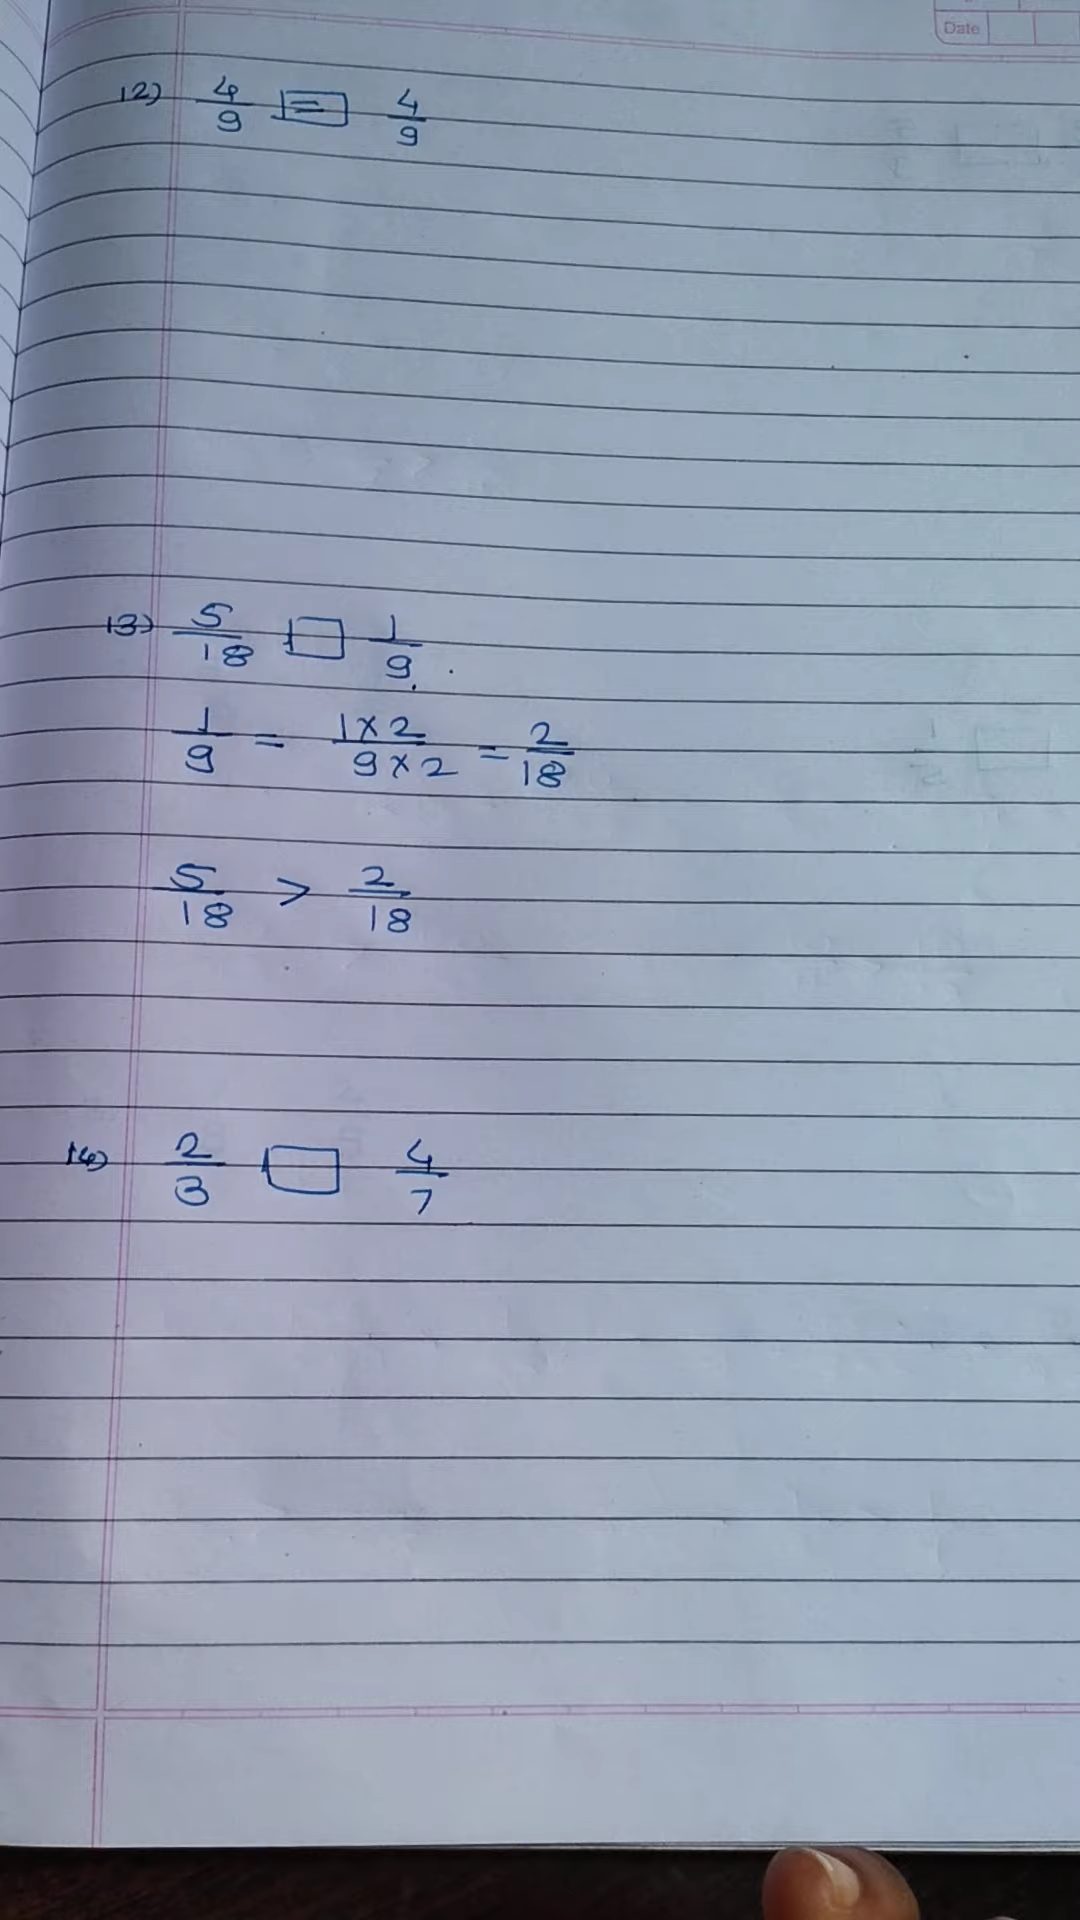 Date
12) 4/9 = 4/9
13) 5/18 □ 1/9.
1/9 = 1×2/9×2 = 2/18
5/18 > 2/18
14) 2/3 □ 4/7